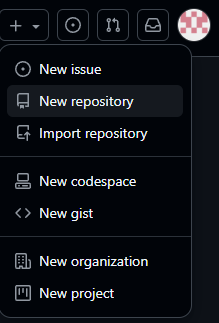 New issue
New repository
Import repository
New codespace
New gist
New organization
New project